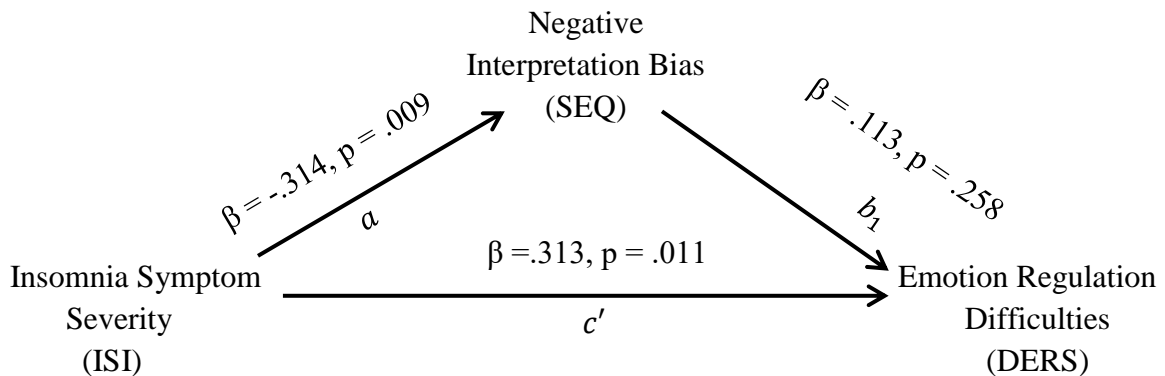 Negative
Interpretation Bias
(SEQ)
β = -.314, p = .009
a
β = .113, p = .258
b₁
β =.313, p = .011
c′
Insomnia Symptom
Severity
(ISI)
Emotion Regulation
Difficulties
(DERS)